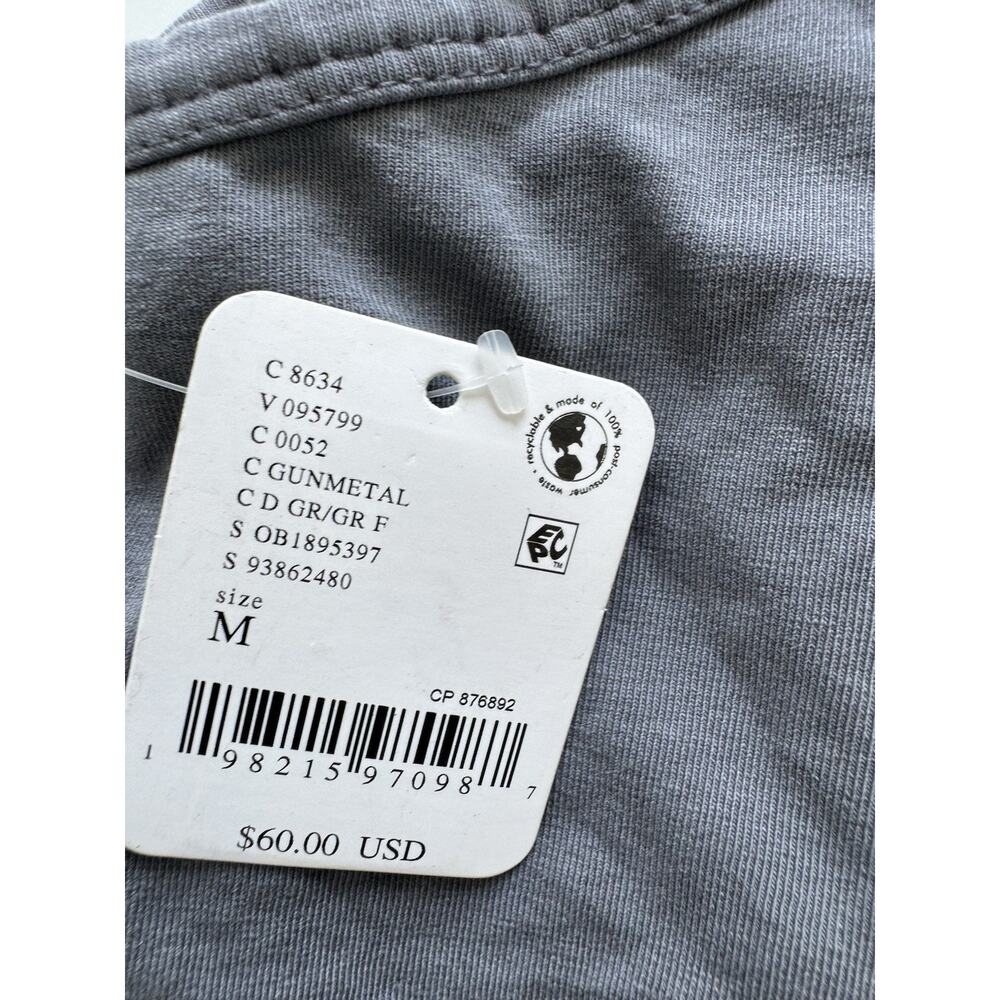 C 8634
V 095799
C 0052
C GUNMETAL
C D GR/GR F
S OB1895397
S 93862480
size
M
recyclable & made of 100% post-consumer waste •
EPC
TM
CP 876892
1 98215 97098 7
$60.00 USD